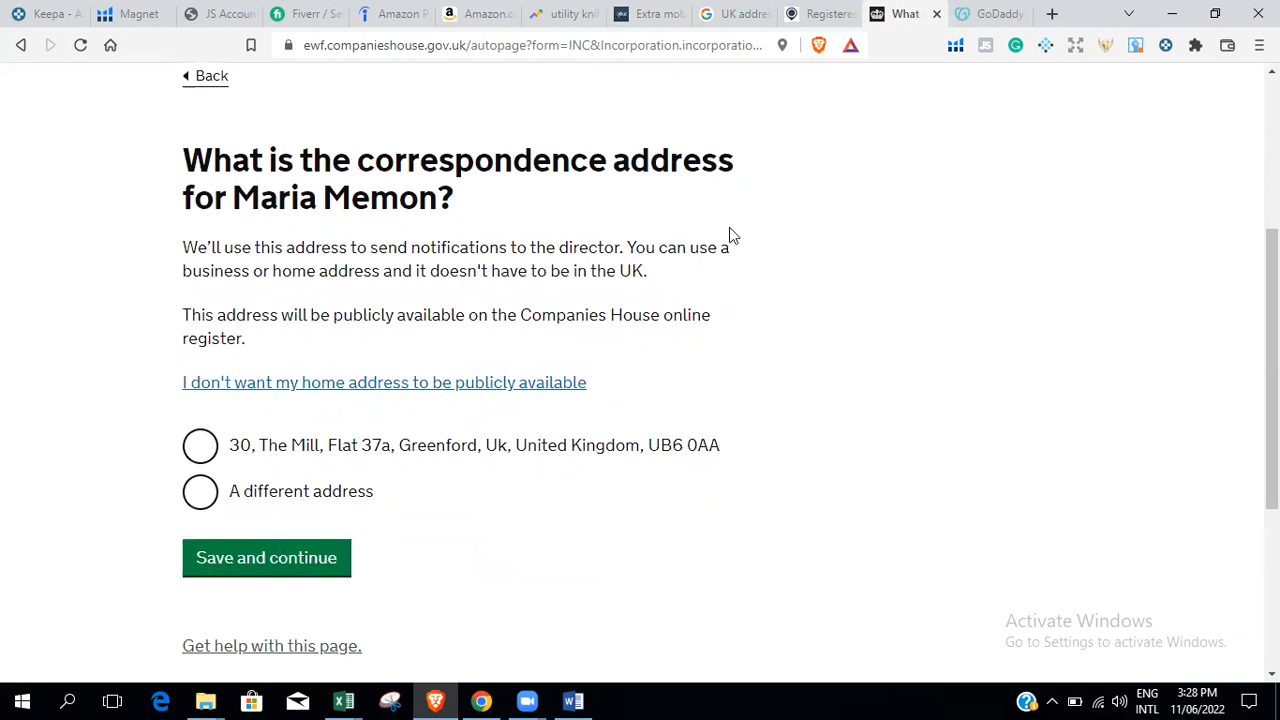 Keepa - A
Magnet
JS Accoun
Fiverr / Se
Amazon P
Amazon.c
utility kni
Extra mob
UK addres
Registere
What
GoDaddy
ewf.companieshouse.gov.uk/autopage?form=INC&Incorporation.incorporatio...
Back
What is the correspondence address
for Maria Memon?
We'll use this address to send notifications to the director. You can use a
business or home address and it doesn't have to be in the UK.
This address will be publicly available on the Companies House online
register.
I don't want my home address to be publicly available
30, The Mill, Flat 37a, Greenford, Uk, United Kingdom, UB6 0AA
A different address
Save and continue
Get help with this page.
Activate Windows
Go to Settings to activate Windows.
ENG
INTL
3:28 PM
11/06/2022